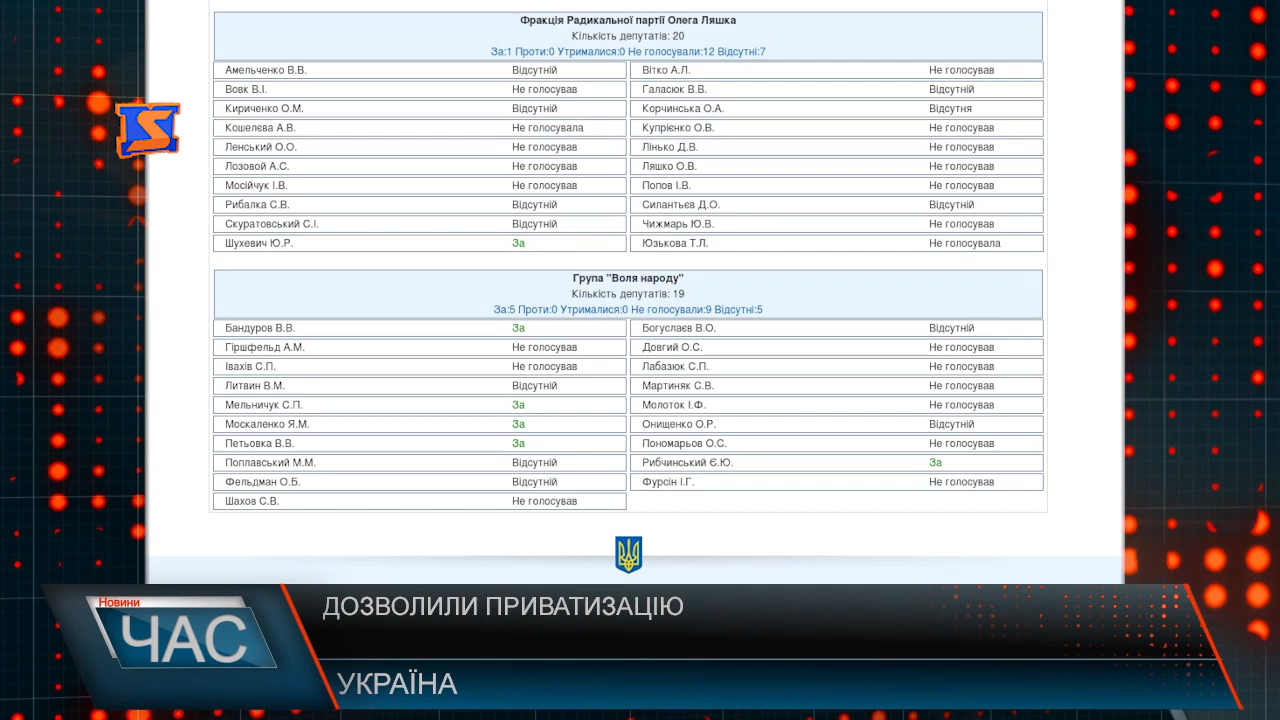 Фракція Радикальної партії Олега Ляшка
Кількість депутатів: 20
За:1 Проти:0 Утрималися:0 Не голосували:12 Відсутні:7
Амельченко В.В. Відсутній Вітко А.Л. Не голосував
Вовк В.І. Не голосував Галасюк В.В. Відсутній
Кириченко О.М. Відсутній Корчинська О.А. Відсутня
Кошелєва А.В. Не голосувала Купрієнко О.В. Не голосував
Ленський О.О. Не голосував Лінько Д.В. Не голосував
Лозовой А.С. Не голосував Ляшко О.В. Не голосував
Мосійчук І.В. Не голосував Попов І.В. Не голосував
Рибалка С.В. Відсутній Силантьєв Д.О. Відсутній
Скуратовський С.І. Відсутній Чижмарь Ю.В. Не голосував
Шухевич Ю.Р. За Юзькова Т.Л. Не голосувала
Група "Воля народу"
Кількість депутатів: 19
За:5 Проти:0 Утрималися:0 Не голосували:9 Відсутні:5
Бандуров В.В. За Богуслаєв В.О. Відсутній
Гіршфельд А.М. Не голосував Довгий О.С. Не голосував
Івахів С.П. Не голосував Лабазюк С.П. Не голосував
Литвин В.М. Відсутній Мартиняк С.В. Не голосував
Мельничук С.П. За Молоток І.Ф. Не голосував
Москаленко Я.М. За Онищенко О.Р. Відсутній
Петьовка В.В. За Пономарьов О.С. Не голосував
Поплавський М.М. Відсутній Рибчинський Є.Ю. За
Фельдман О.Б. Відсутній Фурсін І.Г. Не голосував
Шахов С.В. Не голосував
Новини
ЧАС
ДОЗВОЛИЛИ ПРИВАТИЗАЦІЮ
УКРАЇНА